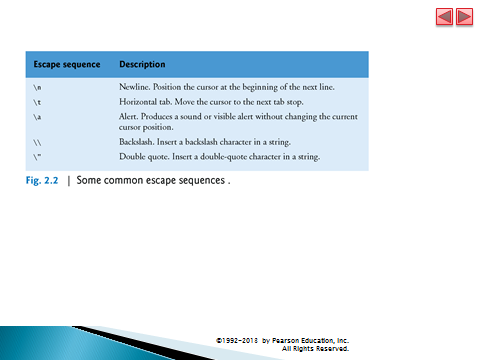 Escape sequence Description
\n Newline. Position the cursor at the beginning of the next line.
\t Horizontal tab. Move the cursor to the next tab stop.
\a Alert. Produces a sound or visible alert without changing the current
cursor position.
\\ Backslash. Insert a backslash character in a string.
\" Double quote. Insert a double-quote character in a string.
Fig. 2.2 | Some common escape sequences .
©1992-2013 by Pearson Education, Inc.
All Rights Reserved.